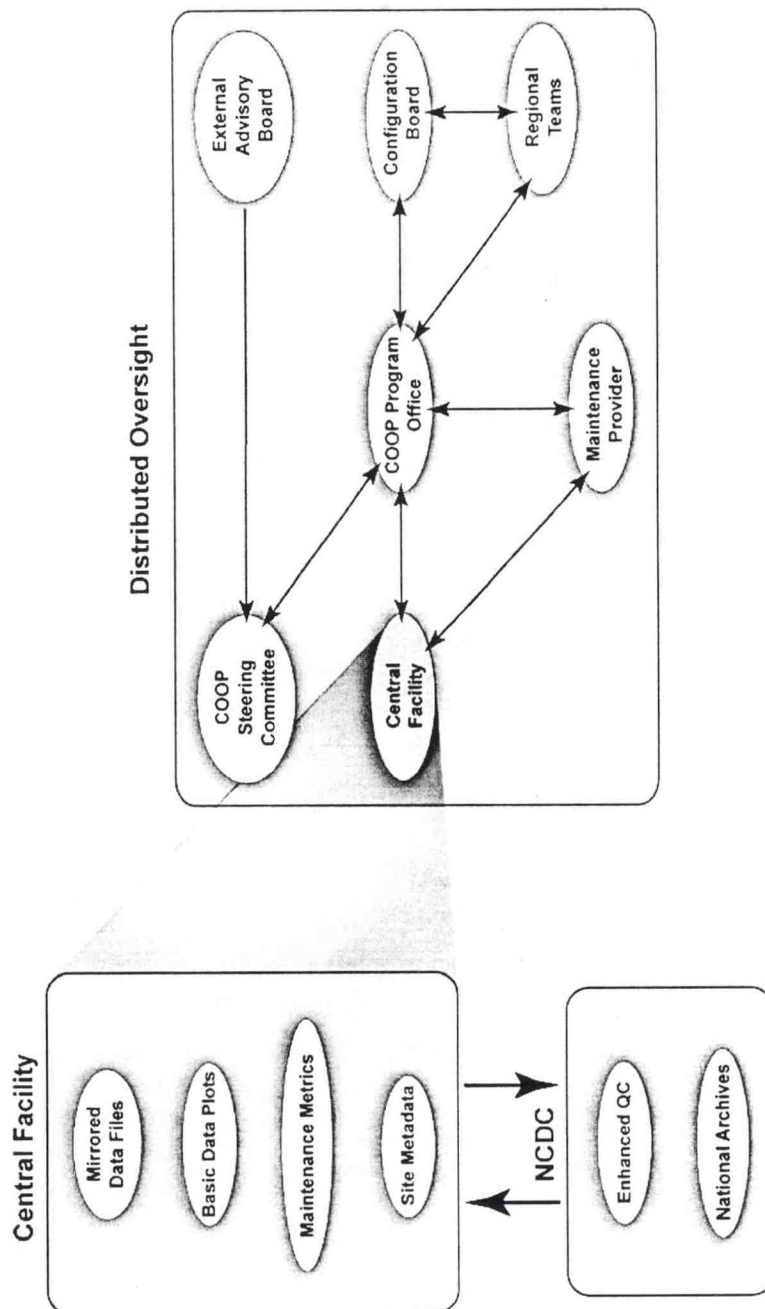 Central Facility
Mirrored
Data Files
Basic Data Plots
Maintenance Metrics
Site Metadata
NCDC
Enhanced QC
National Archives
Distributed Oversight
COOP
Steering
Committee
External
Advisory
Board
Central
Facility
COOP Program
Office
Configuration
Board
Maintenance
Provider
Regional
Teams